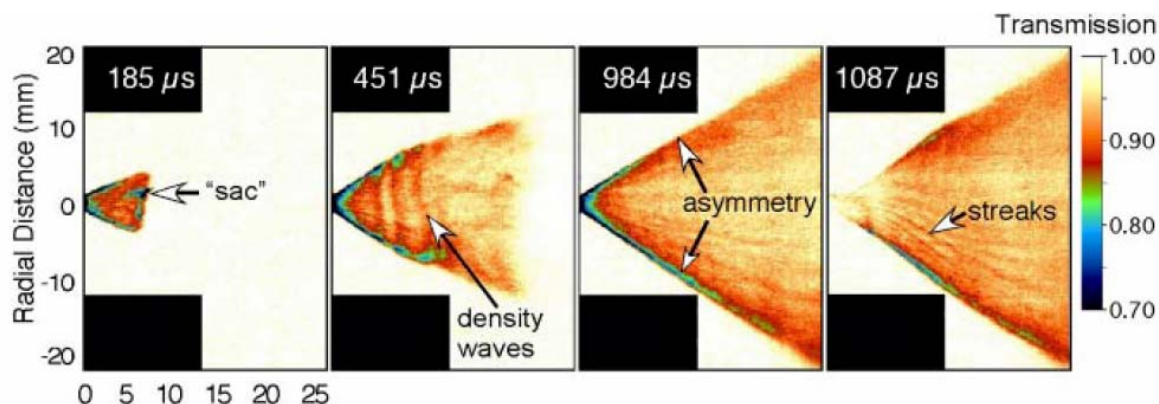 Transmission
20
10
0
-10
-20
Radial Distance (mm)
185 µs
"sac"
451 µs
density
waves
984 µs
asymmetry
1087 µs
streaks
1.00
0.90
0.80
0.70
0 5 10 15 20 25